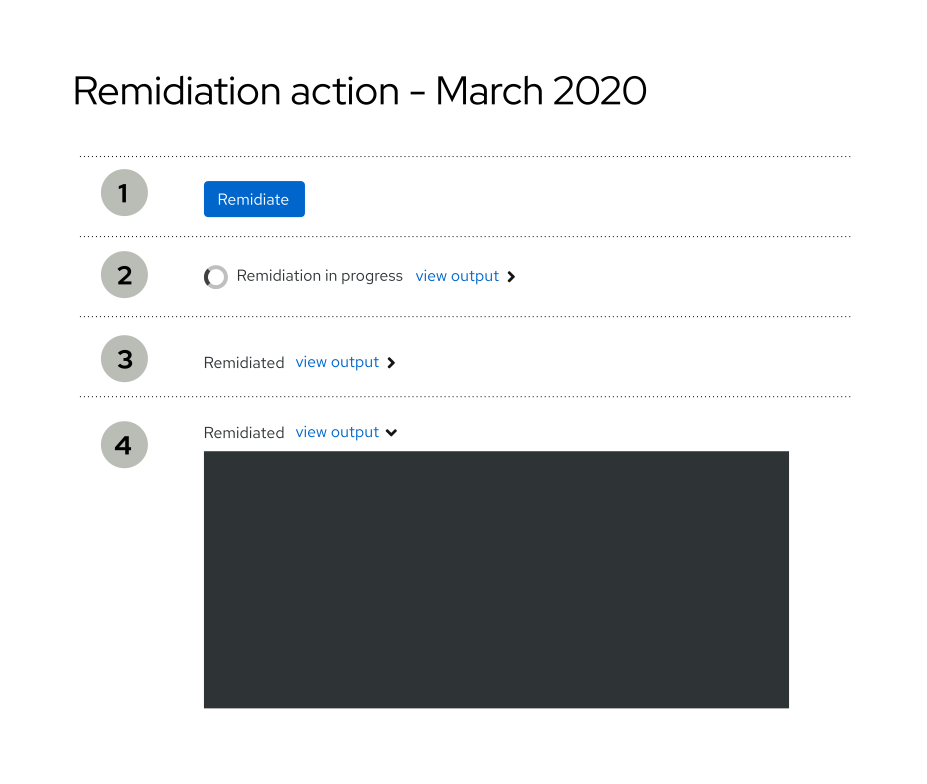 Remidiation action - March 2020
1
Remidiate
2
Remidiation in progress view output
3
Remidiated view output
4
Remidiated view output